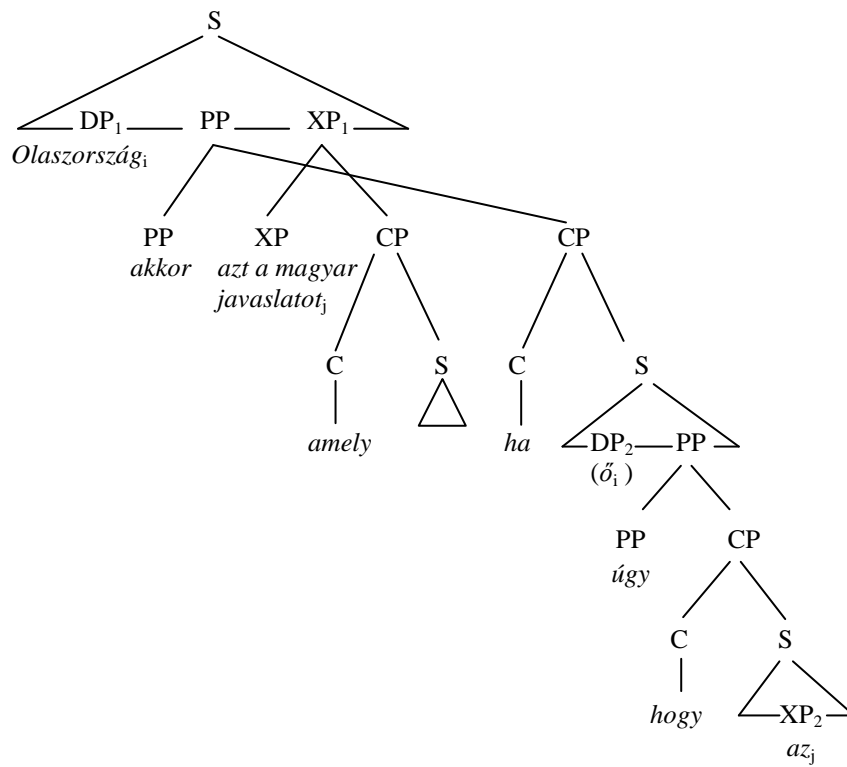 S
DP₁ PP XP₁
Olaszországᵢ
PP XP CP CP
akkor azt a magyar
javaslatotⱼ
C S C S
amely ha DP₂ PP
(őᵢ )
PP CP
úgy
C S
hogy XP₂
azⱼ